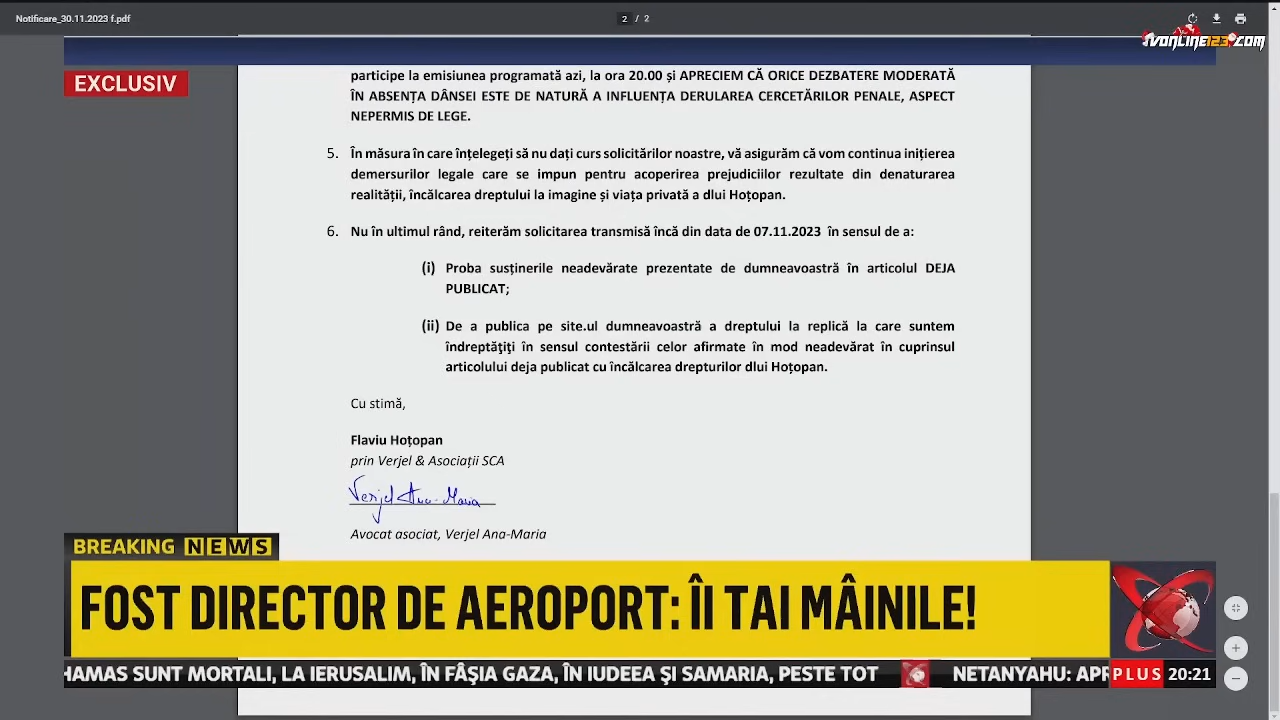 Notificare_30.11.2023 f.pdf
2 / 2
TVONLINE123.COM
EXCLUSIV
participe la emisiunea programată azi, la ora 20.00 și APRECIEM CĂ ORICE DEZBATERE MODERATĂ
ÎN ABSENȚA DÂNSEI ESTE DE NATURĂ A INFLUENȚA DERULAREA CERCETĂRILOR PENALE, ASPECT
NEPERMIS DE LEGE.
5. În măsura în care înțelegeți să nu dați curs solicitărilor noastre, vă asigurăm că vom continua inițierea
demersurilor legale care se impun pentru acoperirea prejudiciilor rezultate din denaturarea
realității, încălcarea dreptului la imagine și viața privată a dlui Hoțopan.
6. Nu în ultimul rând, reiterăm solicitarea transmisă încă din data de 07.11.2023 în sensul de a:
(i) Proba susținerile neadevărate prezentate de dumneavoastră în articolul DEJA
PUBLICAT;
(ii) De a publica pe site.ul dumneavoastră a dreptului la replică la care suntem
îndreptăţiţi în sensul contestării celor afirmate în mod neadevărat în cuprinsul
articolului deja publicat cu încălcarea drepturilor dlui Hoțopan.
Cu stimă,
Flaviu Hoțopan
prin Verjel & Asociații SCA
Verjel Ana-Maria
Avocat asociat, Verjel Ana-Maria
BREAKING NEWS
FOST DIRECTOR DE AEROPORT: ÎI TAI MÂINILE!
HAMAS SUNT MORTALI, LA IERUSALIM, ÎN FÂŞIA GAZA, ÎN IUDEEA ŞI SAMARIA, PESTE TOT NETANYAHU: APR
PLUS 20:21